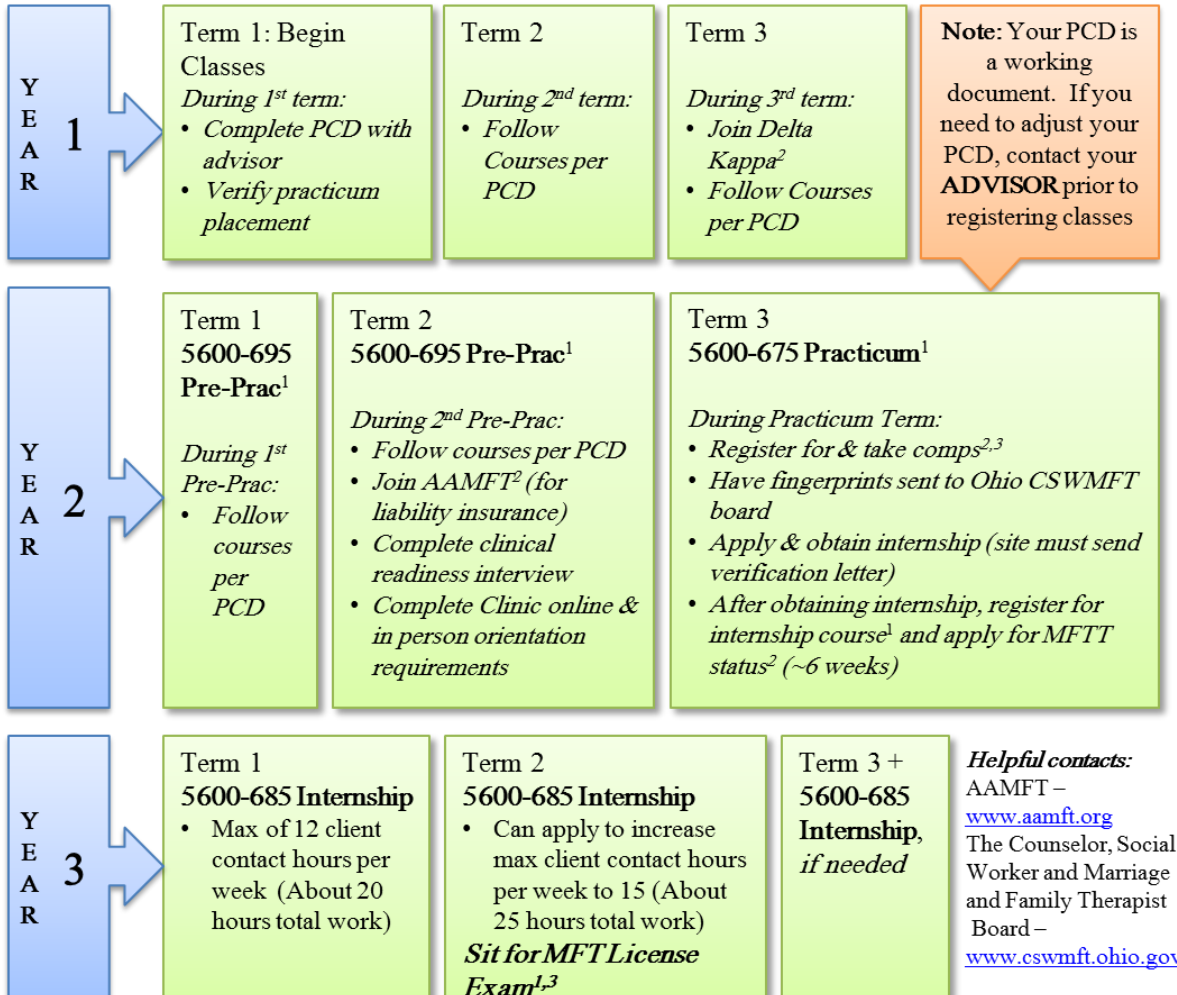 YEAR 1
Term 1: Begin
Classes
During 1st term:
• Complete PCD with
advisor
• Verify practicum
placement
Term 2
During 2nd term:
• Follow
Courses per
PCD
Term 3
During 3rd term:
• Join Delta
Kappa2
• Follow Courses
per PCD
Note: Your PCD is
a working
document. If you
need to adjust your
PCD, contact your
ADVISOR prior to
registering classes
YEAR 2
Term 1
5600-695
Pre-Prac1
During 1st
Pre-Prac:
• Follow
courses
per
PCD
Term 2
5600-695 Pre-Prac1
During 2nd Pre-Prac:
• Follow courses per PCD
• Join AAMFT2 (for
liability insurance)
• Complete clinical
readiness interview
• Complete Clinic online &
in person orientation
requirements
Term 3
5600-675 Practicum1
During Practicum Term:
• Register for & take comps2,3
• Have fingerprints sent to Ohio CSWMFT
board
• Apply & obtain internship (site must send
verification letter)
• After obtaining internship, register for
internship course1 and apply for MFTT
status2 (~6 weeks)
YEAR 3
Term 1
5600-685 Internship
• Max of 12 client
contact hours per
week (About 20
hours total work)
Term 2
5600-685 Internship
• Can apply to increase
max client contact hours
per week to 15 (About
25 hours total work)
Sit for MFT License
Exam1,3
Term 3 +
5600-685
Internship,
if needed
Helpful contacts:
AAMFT –
www.aamft.org
The Counselor, Social
Worker and Marriage
and Family Therapist
Board –
www.cswmft.ohio.gov